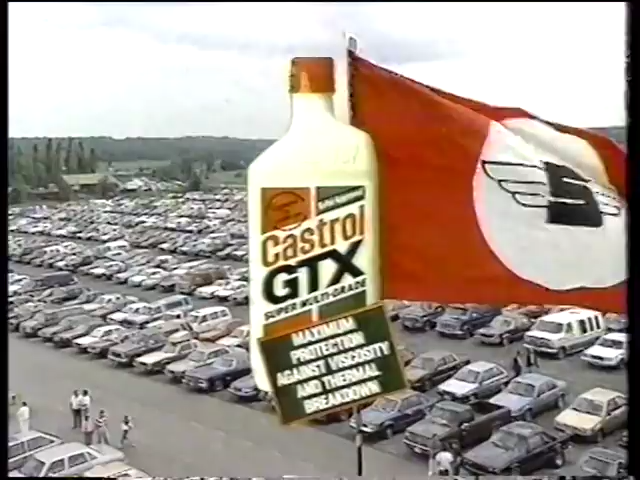 Castrol
GTX
SUPER MULTI-GRADE
MAXIMUM
PROTECTION
AGAINST VISCOSITY
AND THERMAL
BREAKDOWN
S